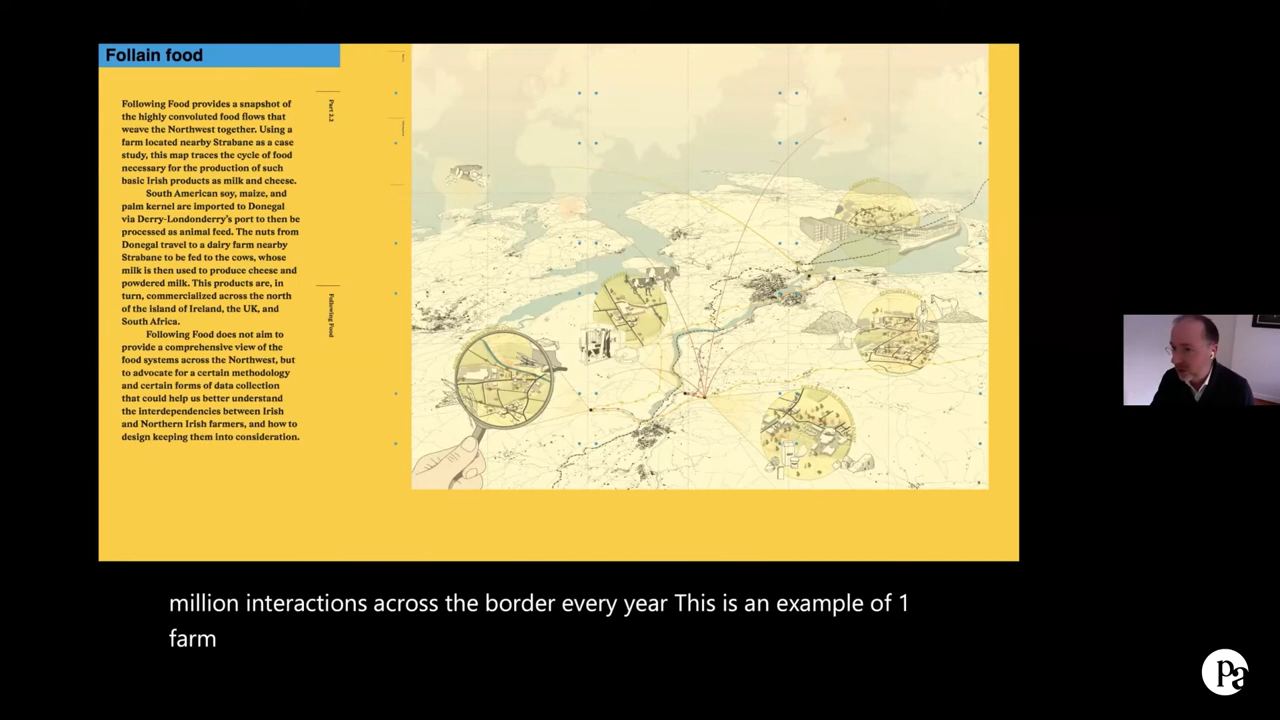 Follain food
Following Food provides a snapshot of
the highly convoluted food flows that
weave the Northwest together. Using a
farm located nearby Strabane as a case
study, this map traces the cycle of food
necessary for the production of such
basic Irish products as milk and cheese.
South American soy, maize, and
palm kernel are imported to Donegal
via Derry-Londonderry's port to then be
processed as animal feed. The nuts from
Donegal travel to a dairy farm nearby
Strabane to be fed to the cows, whose
milk is then used to produce cheese and
powdered milk. This products are, in
turn, commercialized across the north
of the island of Ireland, the UK, and
South Africa.
Following Food does not aim to
provide a comprehensive view of the
food systems across the Northwest, but
to advocate for a certain methodology
and certain forms of data collection
that could help us better understand
the interdependencies between Irish
and Northern Irish farmers, and how to
design keeping them into consideration.
Part 2.2
Following Food
million interactions across the border every year This is an example of 1
farm
pa